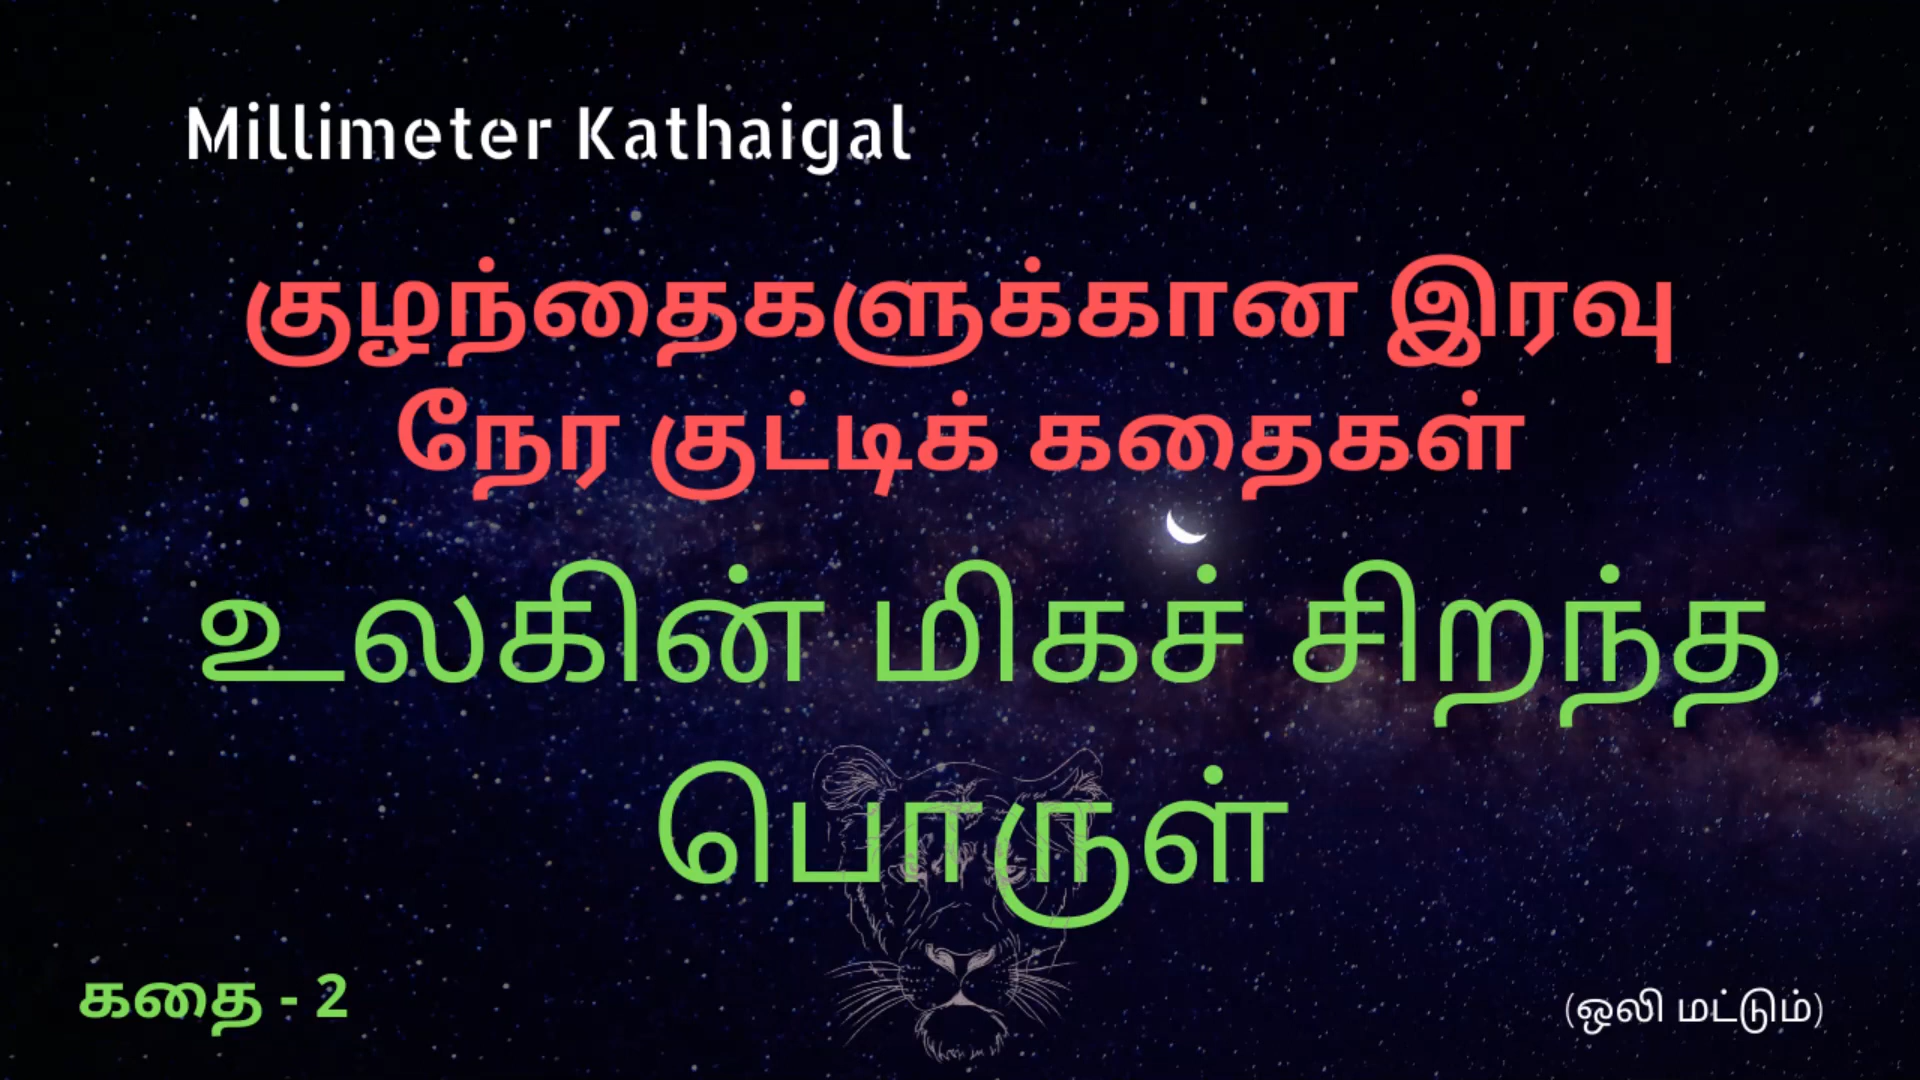 Millimeter Kathaigal
குழந்தைகளுக்கான இரவு
நேர குட்டிக் கதைகள்
உலகின் மிகச் சிறந்த
பொருள்
கதை - 2
(ஒலி மட்டும்)